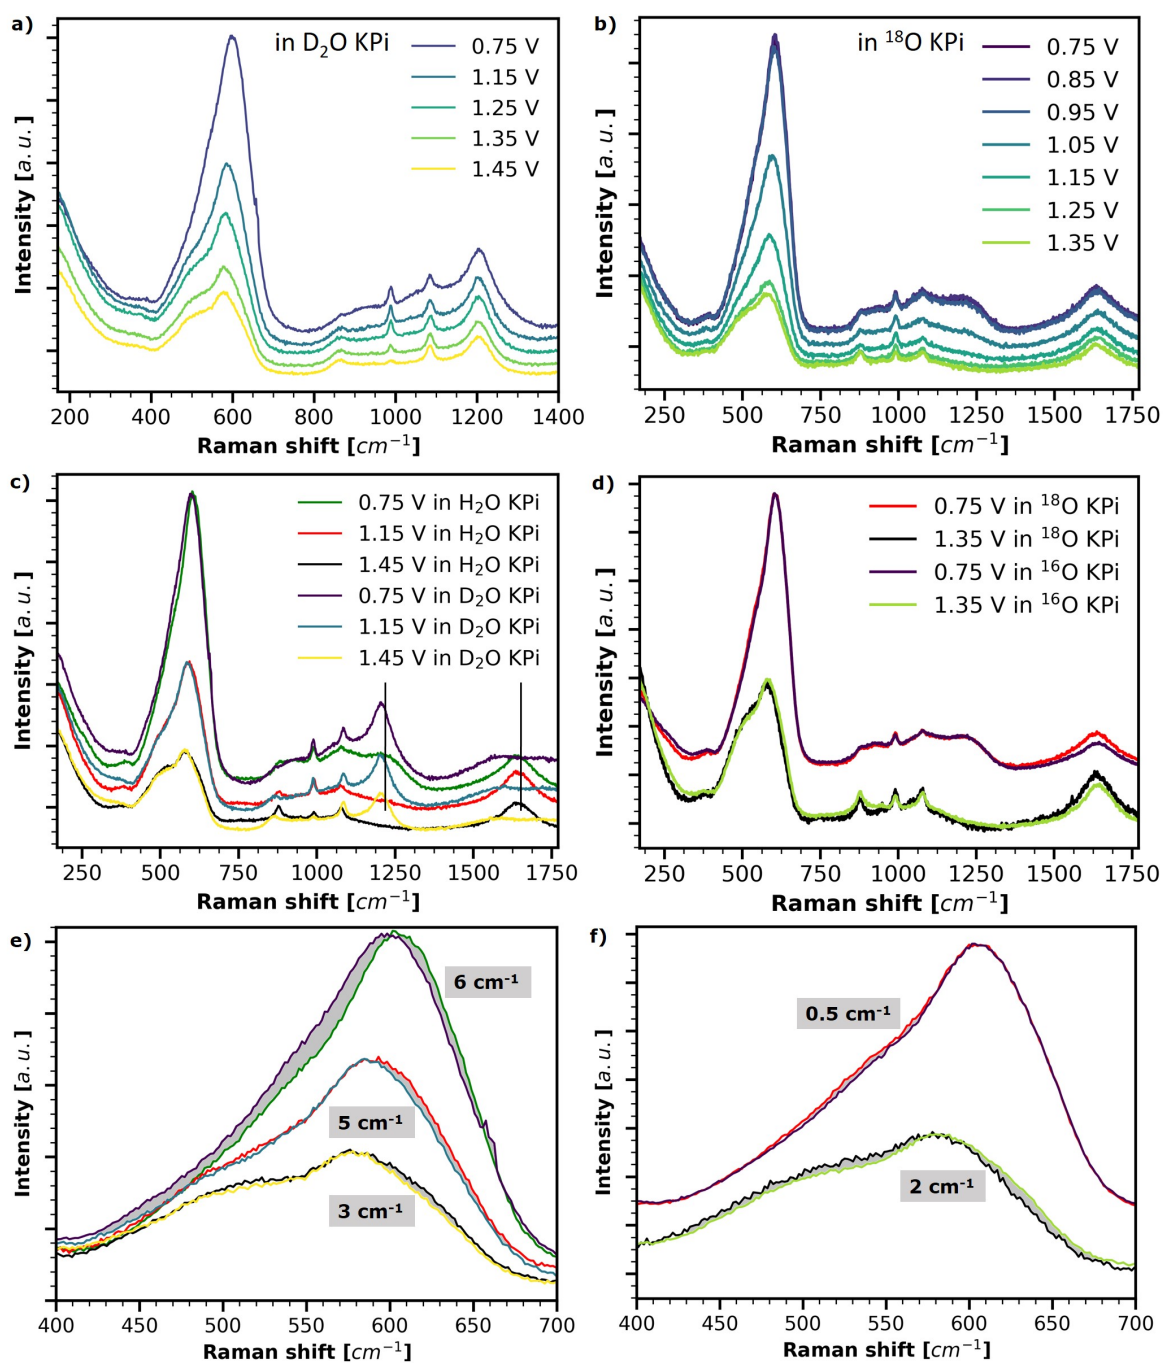 a)
in D₂O KPi
0.75 V
1.15 V
1.25 V
1.35 V
1.45 V
Intensity [a.u.]
200 400 600 800 1000 1200 1400
Raman shift [cm⁻¹]
b)
in ¹⁸O KPi
0.75 V
0.85 V
0.95 V
1.05 V
1.15 V
1.25 V
1.35 V
Intensity [a.u.]
250 500 750 1000 1250 1500 1750
Raman shift [cm⁻¹]
c)
0.75 V in H₂O KPi
1.15 V in H₂O KPi
1.45 V in H₂O KPi
0.75 V in D₂O KPi
1.15 V in D₂O KPi
1.45 V in D₂O KPi
Intensity [a.u.]
250 500 750 1000 1250 1500 1750
Raman shift [cm⁻¹]
d)
0.75 V in ¹⁸O KPi
1.35 V in ¹⁸O KPi
0.75 V in ¹⁶O KPi
1.35 V in ¹⁶O KPi
Intensity [a.u.]
250 500 750 1000 1250 1500 1750
Raman shift [cm⁻¹]
e)
6 cm⁻¹
5 cm⁻¹
3 cm⁻¹
Intensity [a.u.]
400 450 500 550 600 650 700
Raman shift [cm⁻¹]
f)
0.5 cm⁻¹
2 cm⁻¹
Intensity [a.u.]
400 450 500 550 600 650 700
Raman shift [cm⁻¹]